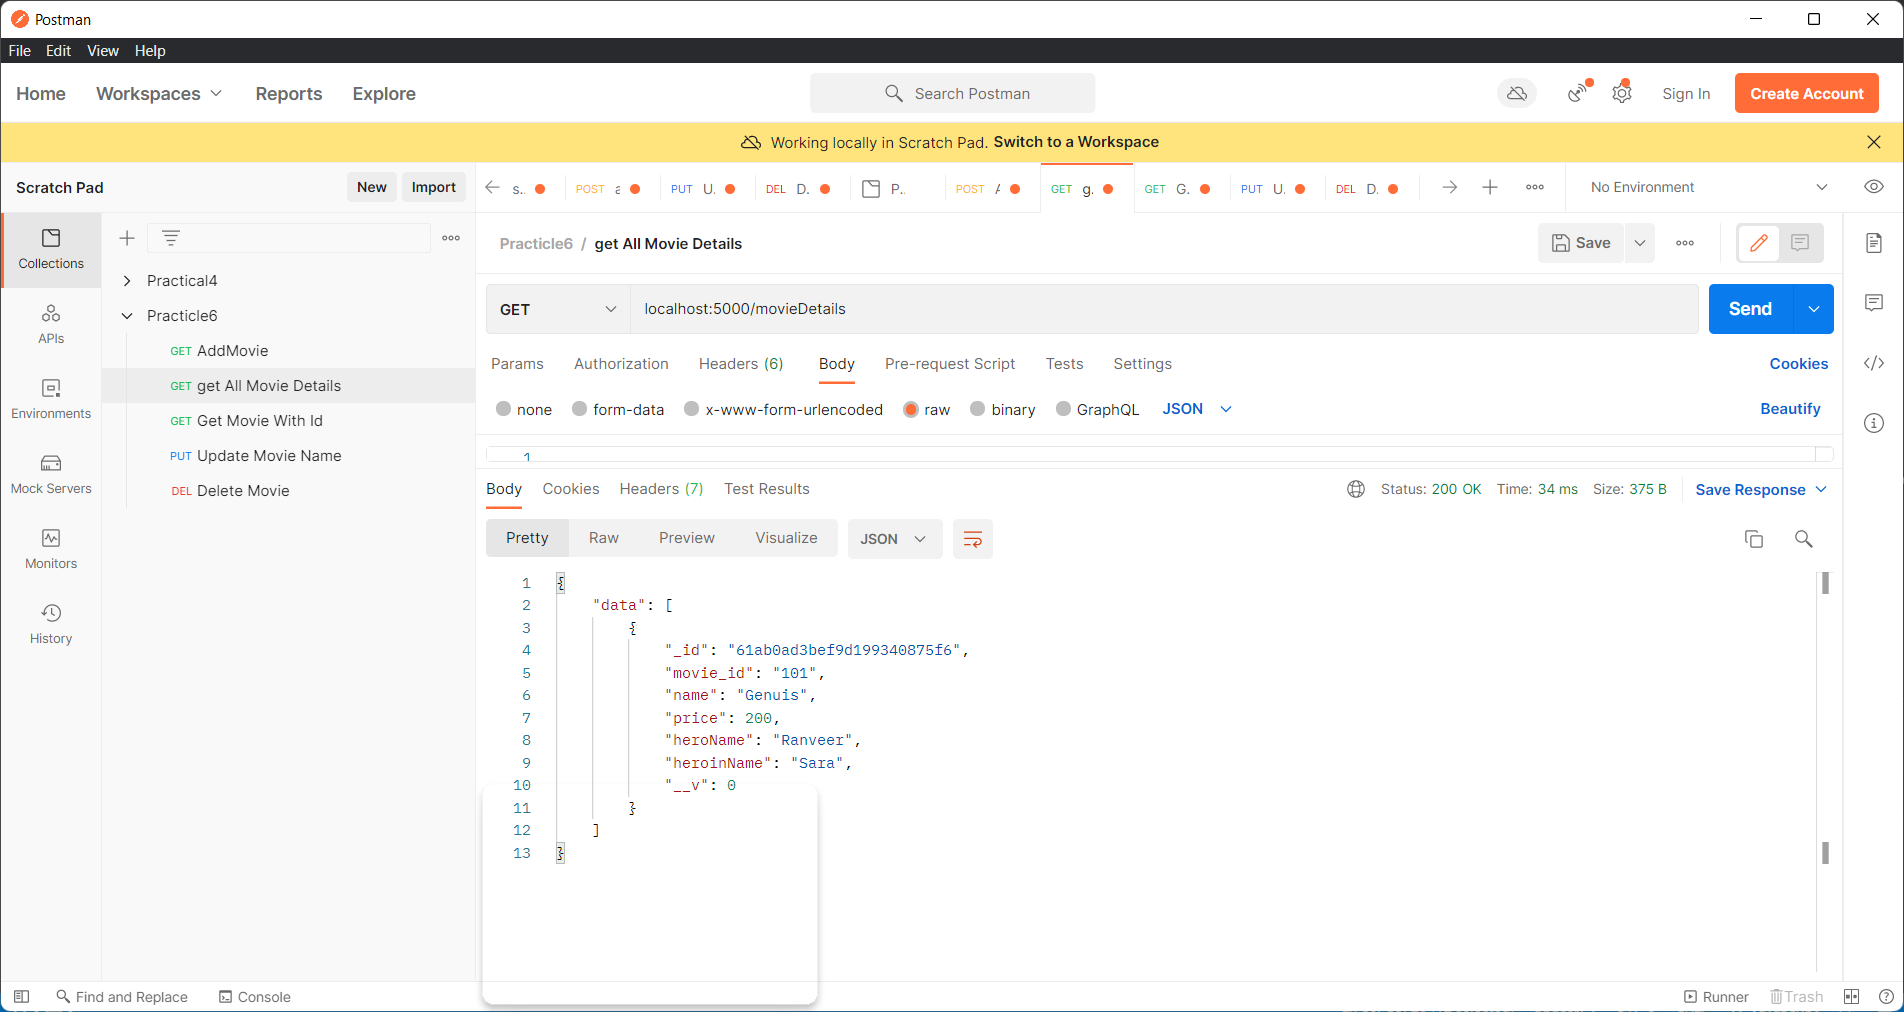 Postman
File Edit View Help
Home Workspaces Reports Explore
Search Postman
Sign In Create Account
Working locally in Scratch Pad. Switch to a Workspace
Scratch Pad New Import
s.. POST a PUT U. DEL D. P.. POST A GET g. GET G. PUT U. DEL D.
No Environment
Collections
APIs
Environments
Mock Servers
Monitors
History
Practical4
Practicle6
GET AddMovie
GET get All Movie Details
GET Get Movie With Id
PUT Update Movie Name
DEL Delete Movie
Practicle6 / get All Movie Details
Save
GET localhost:5000/movieDetails
Send
Params Authorization Headers (6) Body Pre-request Script Tests Settings
Cookies
none form-data x-www-form-urlencoded raw binary GraphQL JSON
Beautify
1
Body Cookies Headers (7) Test Results
Status: 200 OK Time: 34 ms Size: 375 B Save Response
Pretty Raw Preview Visualize JSON
1 {
2 "data": [
3 {
4 "_id": "61ab0ad3bef9d199340875f6",
5 "movie_id": "101",
6 "name": "Genuis",
7 "price": 200,
8 "heroName": "Ranveer",
9 "heroinName": "Sara",
10 "__v": 0
11 }
12 ]
13 }
Find and Replace Console
Runner Trash